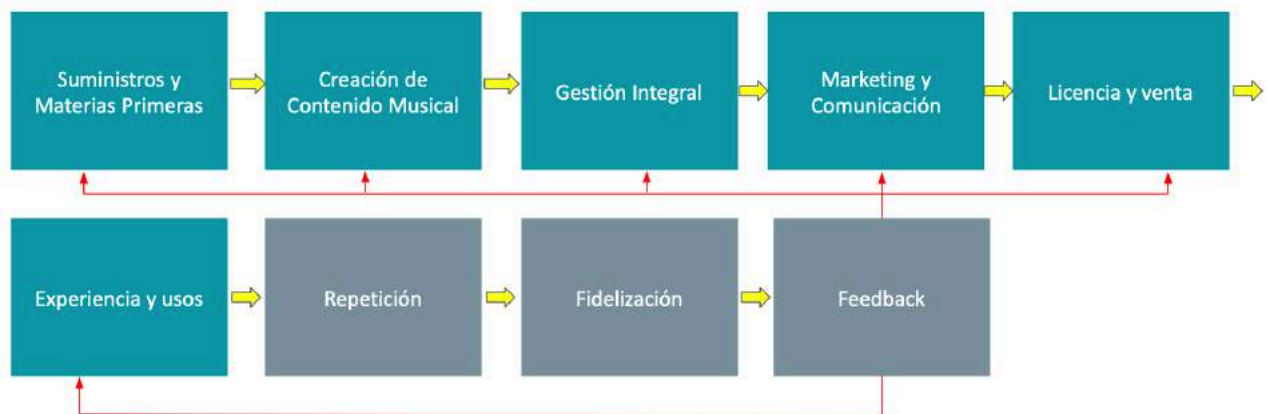 Suministros y
Materias Primeras
Creación de
Contenido Musical
Gestión Integral
Marketing y
Comunicación
Licencia y venta
Experiencia y usos
Repetición
Fidelización
Feedback